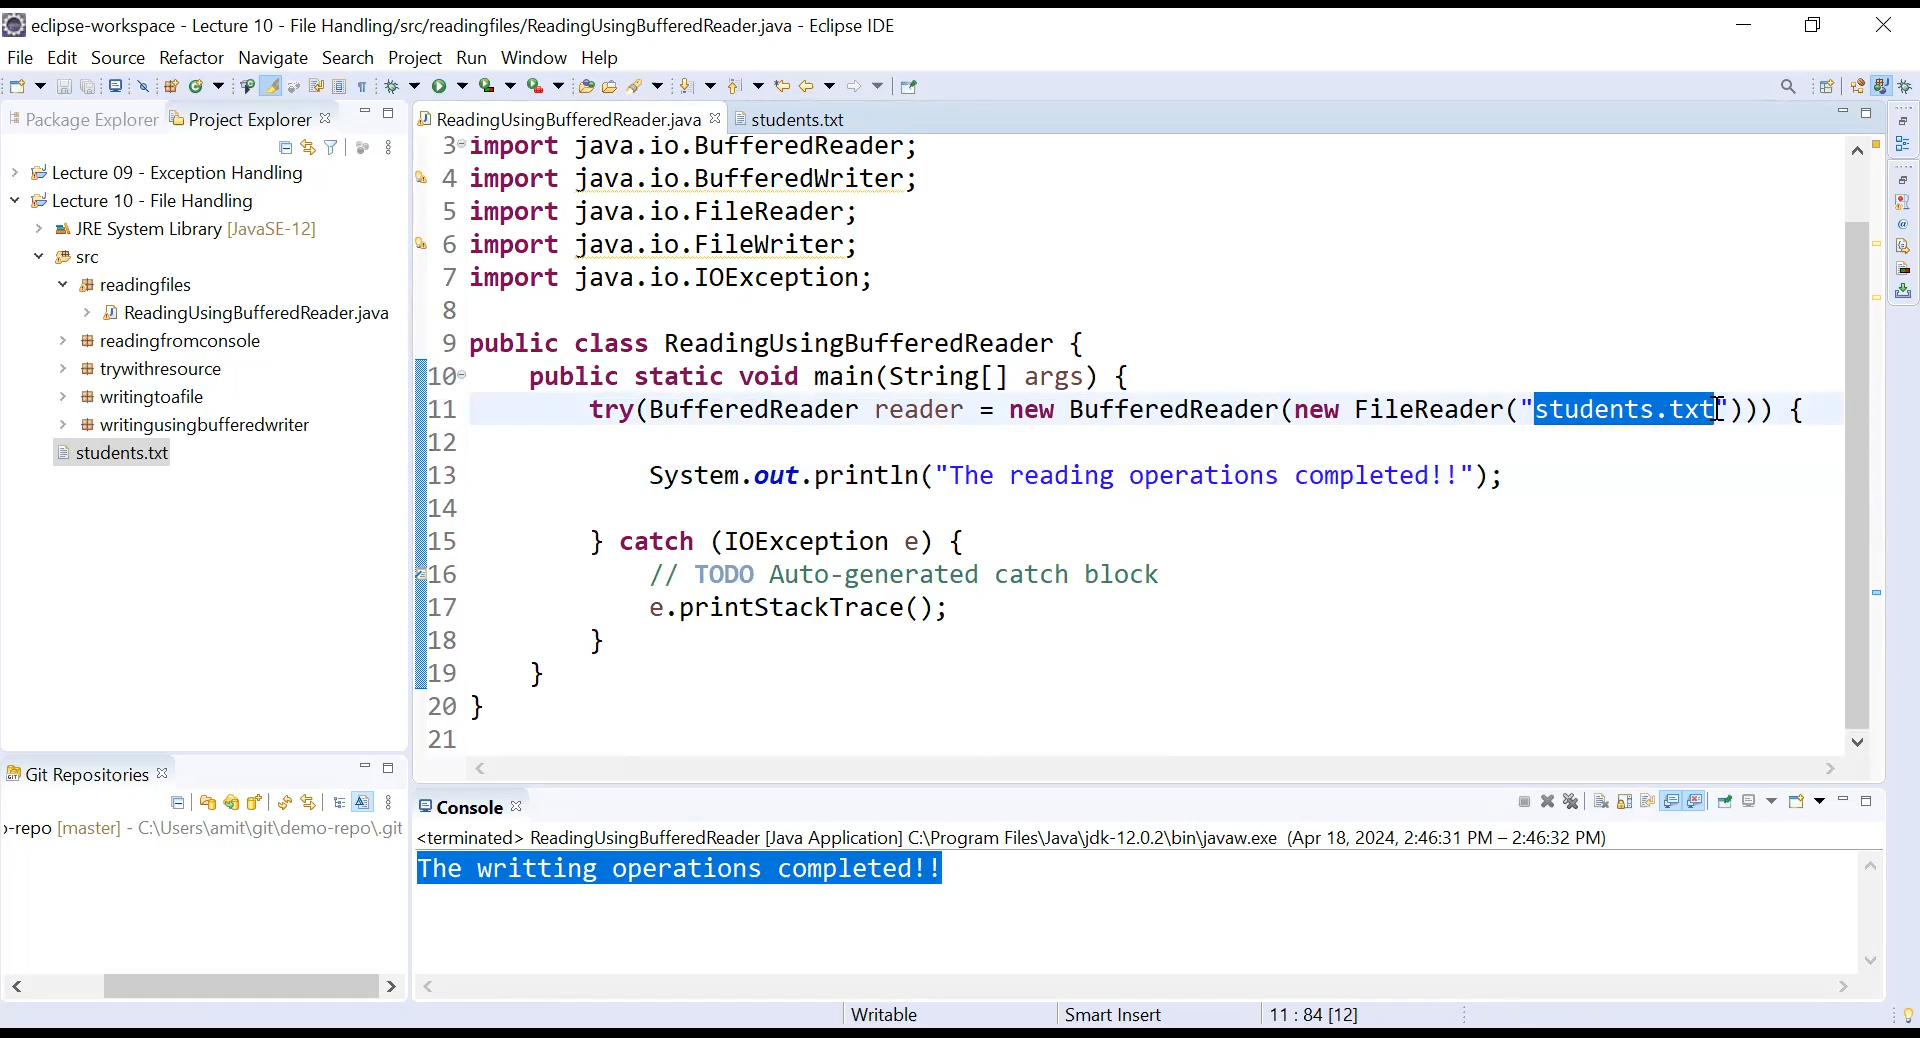 eclipse-workspace - Lecture 10 - File Handling/src/readingfiles/ReadingUsingBufferedReader.java - Eclipse IDE
File Edit Source Refactor Navigate Search Project Run Window Help
Package Explorer Project Explorer
Lecture 09 - Exception Handling
Lecture 10 - File Handling
JRE System Library [JavaSE-12]
src
readingfiles
ReadingUsingBufferedReader.java
readingfromconsole
trywithresource
writingtoafile
writingusingbufferedwriter
students.txt
ReadingUsingBufferedReader.java students.txt
3 import java.io.BufferedReader;
4 import java.io.BufferedWriter;
5 import java.io.FileReader;
6 import java.io.FileWriter;
7 import java.io.IOException;
8
9 public class ReadingUsingBufferedReader {
10 public static void main(String[] args) {
11 try(BufferedReader reader = new BufferedReader(new FileReader("students.txt"))) {
12
13 System.out.println("The reading operations completed!!");
14
15 } catch (IOException e) {
16 // TODO Auto-generated catch block
17 e.printStackTrace();
18 }
19 }
20 }
21
Git Repositories
-repo [master] - C:\Users\amit\git\demo-repo\.git
Console
<terminated> ReadingUsingBufferedReader [Java Application] C:\Program Files\Java\jdk-12.0.2\bin\javaw.exe (Apr 18, 2024, 2:46:31 PM – 2:46:32 PM)
The writting operations completed!!
Writable Smart Insert 11 : 84 [12]